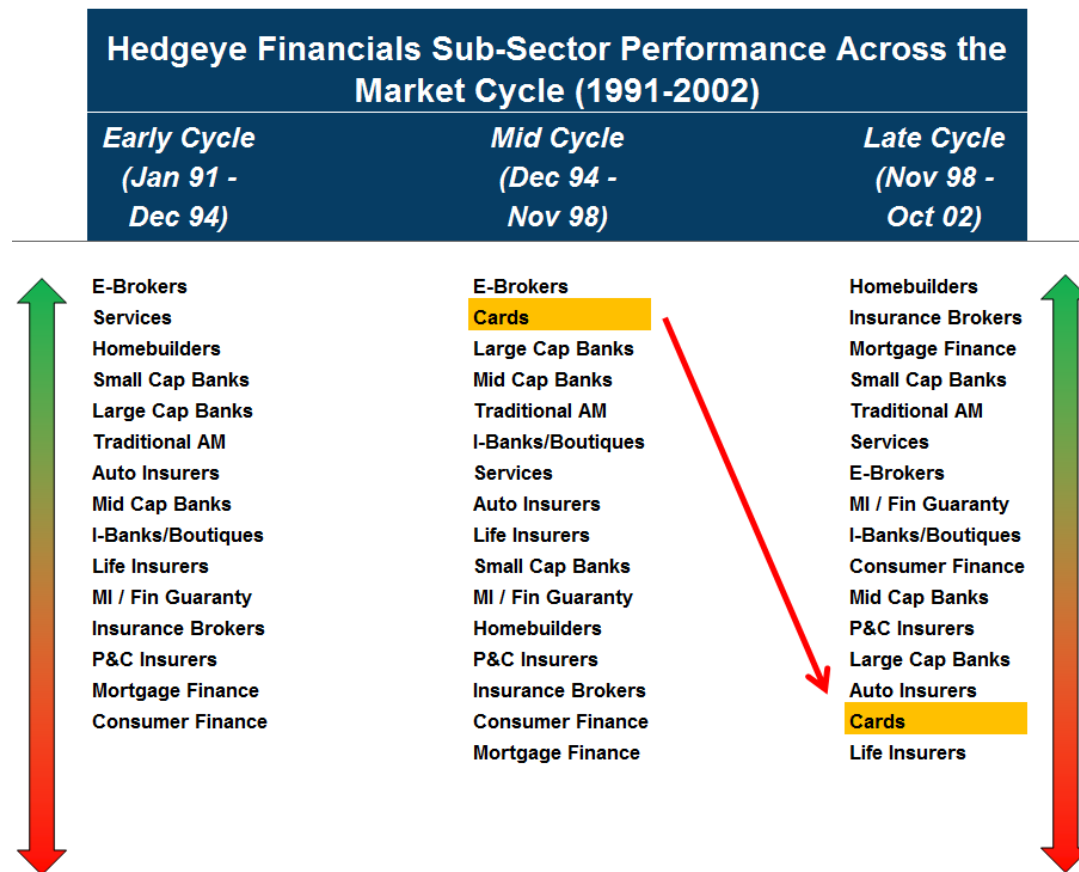 Hedgeye Financials Sub-Sector Performance Across the
Market Cycle (1991-2002)
Early Cycle
(Jan 91 -
Dec 94)
Mid Cycle
(Dec 94 -
Nov 98)
Late Cycle
(Nov 98 -
Oct 02)
E-Brokers
Services
Homebuilders
Small Cap Banks
Large Cap Banks
Traditional AM
Auto Insurers
Mid Cap Banks
I-Banks/Boutiques
Life Insurers
MI / Fin Guaranty
Insurance Brokers
P&C Insurers
Mortgage Finance
Consumer Finance
E-Brokers
Cards
Large Cap Banks
Mid Cap Banks
Traditional AM
I-Banks/Boutiques
Services
Auto Insurers
Life Insurers
Small Cap Banks
MI / Fin Guaranty
Homebuilders
P&C Insurers
Insurance Brokers
Consumer Finance
Mortgage Finance
Homebuilders
Insurance Brokers
Mortgage Finance
Small Cap Banks
Traditional AM
Services
E-Brokers
MI / Fin Guaranty
I-Banks/Boutiques
Consumer Finance
Mid Cap Banks
P&C Insurers
Large Cap Banks
Auto Insurers
Cards
Life Insurers